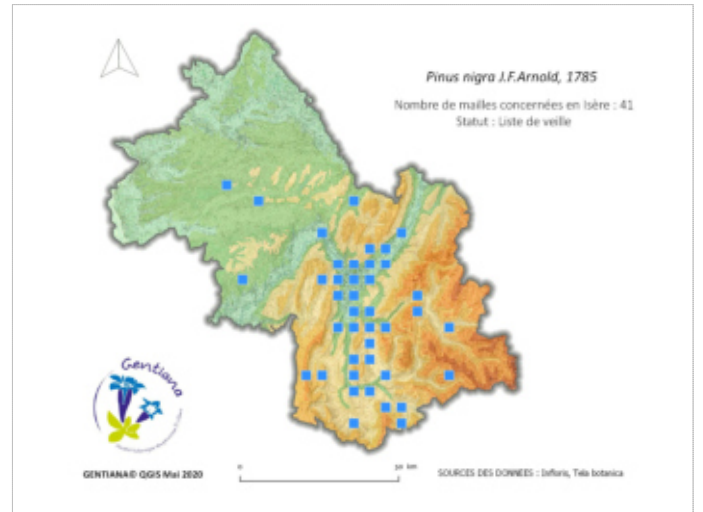 Pinus nigra J.F.Arnold, 1785
Nombre de mailles concernées en Isère : 41
Statut : Liste de veille
Gentiana
GENTIANA© QGIS Mai 2020
0
km
SOURCES DES DONNEES : Infloris, Tela botanica